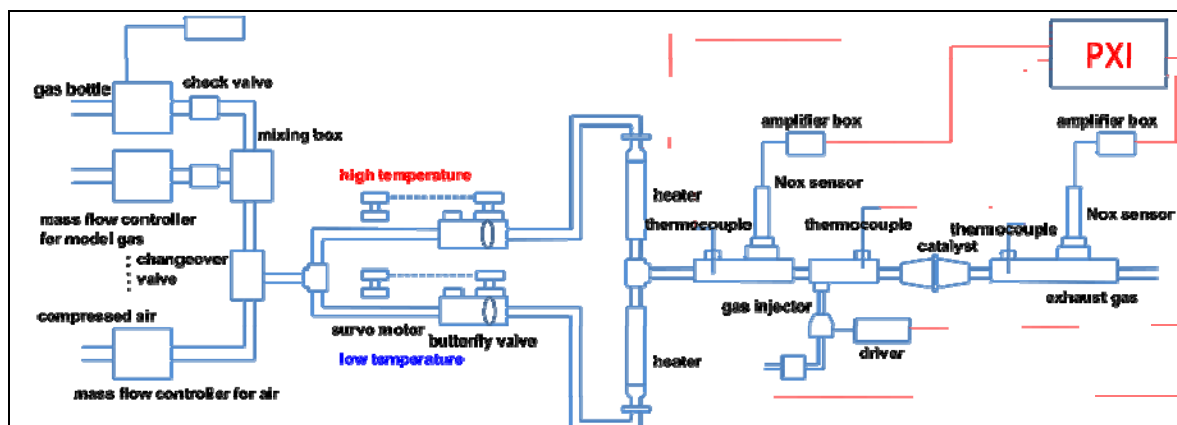 PXI
gas bottle
check valve
amplifier box
amplifier box
mixing box
high temperature
Nox sensor
heater
Nox sensor
mass flow controller
for model gas
thermocouple
thermocouple
thermocouple
catalyst
changeover
valve
gas injector
exhaust gas
compressed air
survo motor
butterfly valve
driver
low temperature
heater
mass flow controller for air